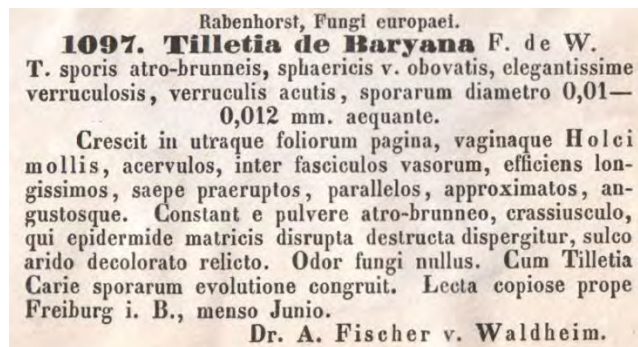 Rabenhorst, Fungi europaei.
1097. Tilletia de Baryana F. de W.
T. sporis atro-brunneis, sphaericis v. obovatis, elegantissime
verruculosis, verruculis acutis, sporarum diametro 0,01—
0,012 mm. aequante.
Crescit in utraque foliorum pagina, vaginaque Holci
mollis, acervulos, inter fasciculos vasorum, efficiens lon-
gissimos, saepe praeruptos, parallelos, approximatos, an-
gustosque. Constant e pulvere atro-brunneo, crassiusculo,
qui epidermide matricis disrupta destructa dispergitur, sulco
arido decolorato relicto. Odor fungi nullus. Cum Tilletia
Carie sporarum evolutione congruit. Lecta copiose prope
Freiburg i. B., menso Junio.
Dr. A. Fischer v. Waldheim.